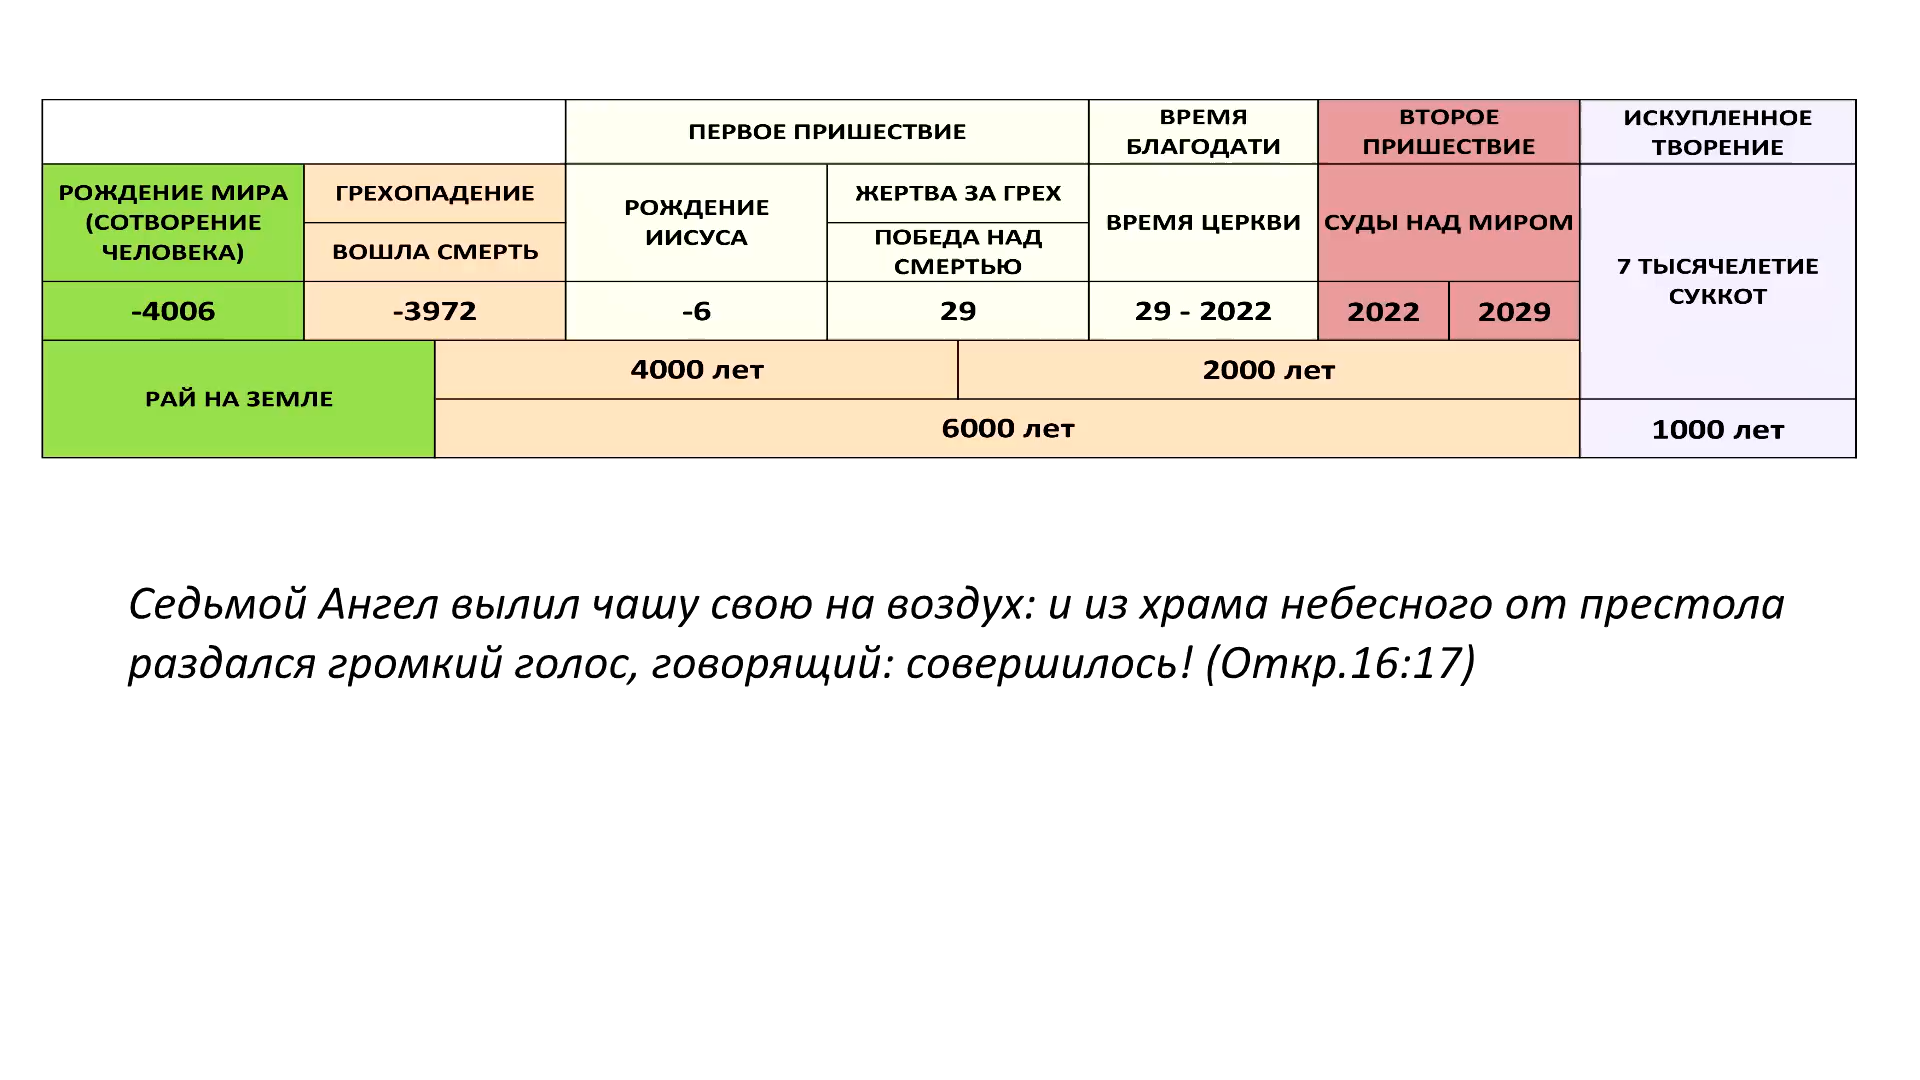 ПЕРВОЕ ПРИШЕСТВИЕ
ВРЕМЯ
БЛАГОДАТИ
ВТОРОЕ
ПРИШЕСТВИЕ
ИСКУПЛЕННОЕ
ТВОРЕНИЕ
РОЖДЕНИЕ МИРА
(СОТВОРЕНИЕ
ЧЕЛОВЕКА)
ГРЕХОПАДЕНИЕ
ВОШЛА СМЕРТЬ
РОЖДЕНИЕ
ИИСУСА
ЖЕРТВА ЗА ГРЕХ
ПОБЕДА НАД
СМЕРТЬЮ
ВРЕМЯ ЦЕРКВИ
СУДЫ НАД МИРОМ
7 ТЫСЯЧЕЛЕТИЕ
СУККОТ
-4006
-3972
-6
29
29 - 2022
2022
2029
РАЙ НА ЗЕМЛЕ
4000 лет
2000 лет
6000 лет
1000 лет
Седьмой Ангел вылил чашу свою на воздух: и из храма небесного от престола
раздался громкий голос, говорящий: совершилось! (Откр.16:17)